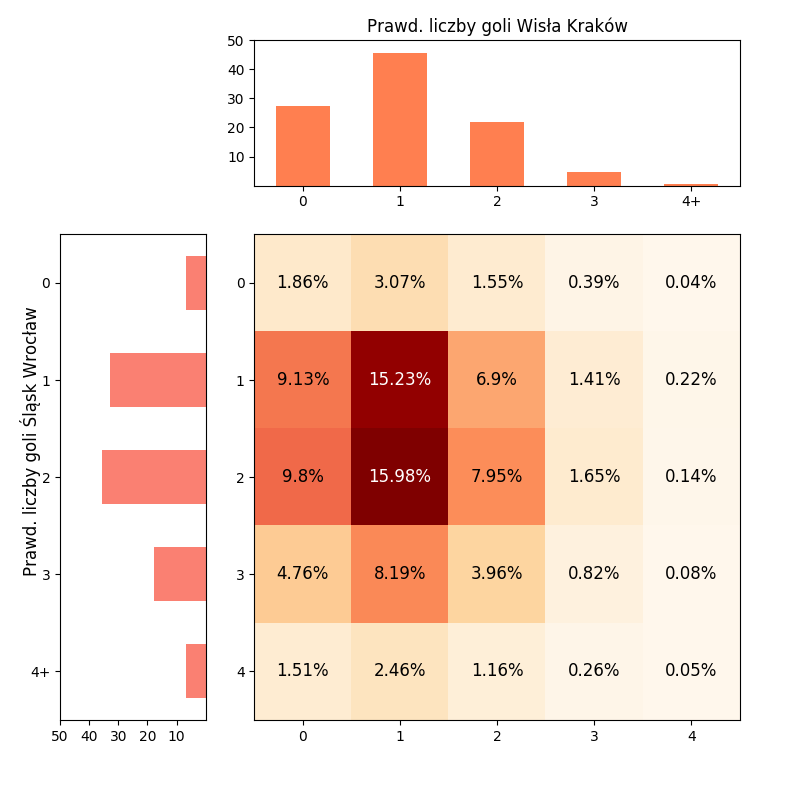 Prawd. liczby goli Wisła Kraków
50
40
30
20
10
0 1 2 3 4+
Prawd. liczby goli Śląsk Wrocław
0
1
2
3
4+
50 40 30 20 10
0 1.86% 3.07% 1.55% 0.39% 0.04%
1 9.13% 15.23% 6.9% 1.41% 0.22%
2 9.8% 15.98% 7.95% 1.65% 0.14%
3 4.76% 8.19% 3.96% 0.82% 0.08%
4 1.51% 2.46% 1.16% 0.26% 0.05%
0 1 2 3 4